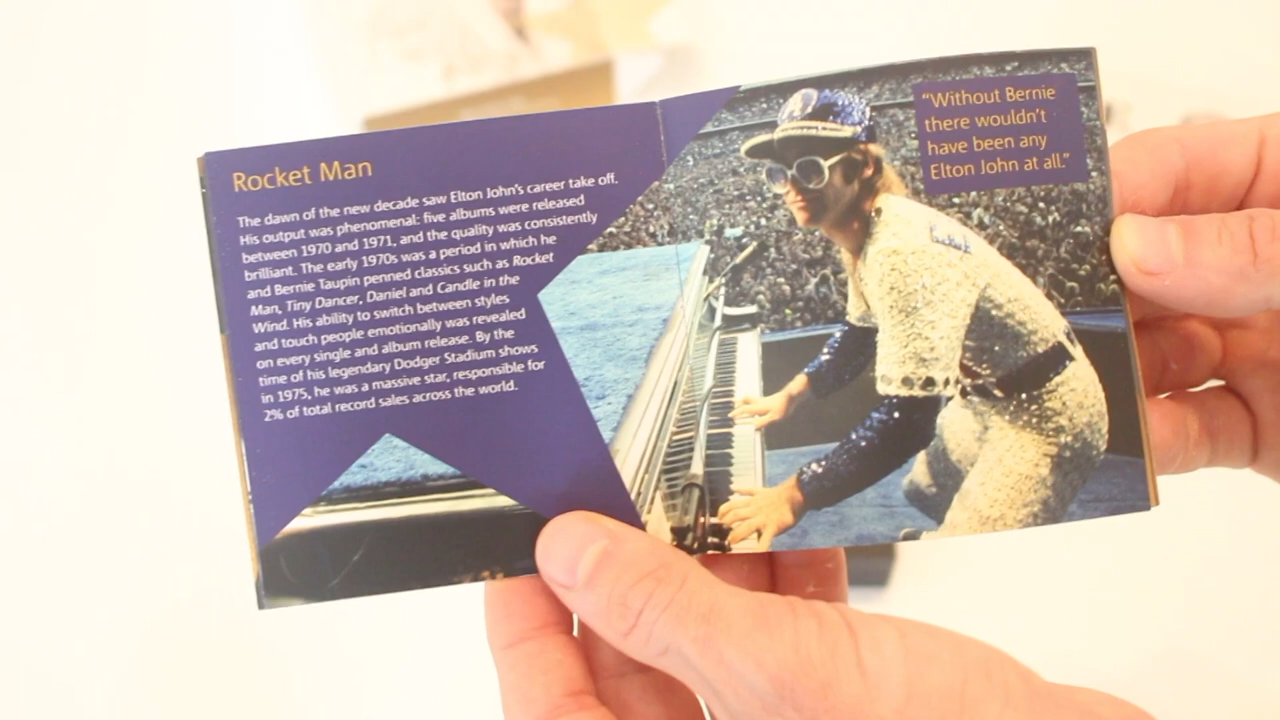 Rocket Man
The dawn of the new decade saw Elton John's career take off.
His output was phenomenal: five albums were released
between 1970 and 1971, and the quality was consistently
brilliant. The early 1970s was a period in which he
and Bernie Taupin penned classics such as Rocket
Man, Tiny Dancer, Daniel and Candle in the
Wind. His ability to switch between styles
and touch people emotionally was revealed
on every single and album release. By the
time of his legendary Dodger Stadium shows
in 1975, he was a massive star, responsible for
2% of total record sales across the world.
“Without Bernie
there wouldn't
have been any
Elton John at all.”